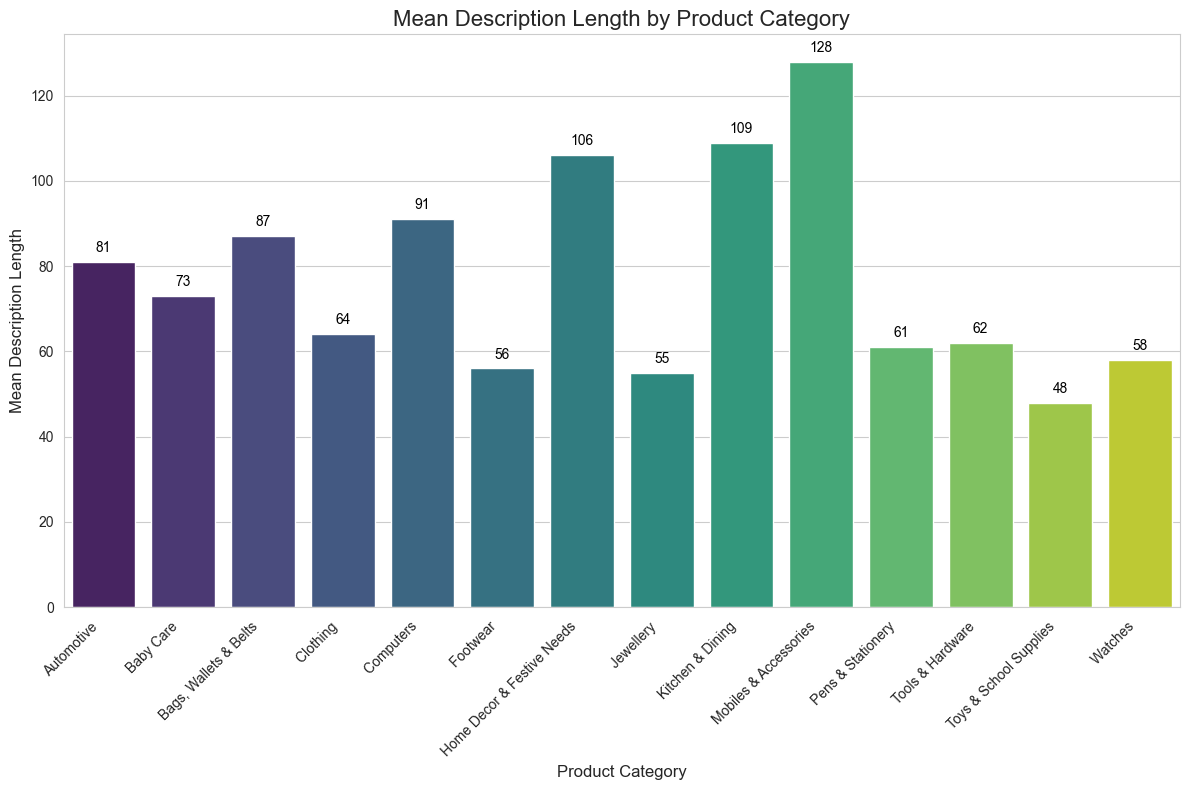 Mean Description Length by Product Category
Mean Description Length
120
100
80
60
40
20
0
81
73
87
64
91
56
106
55
109
128
61
62
48
58
Automotive
Baby Care
Bags, Wallets & Belts
Clothing
Computers
Footwear
Home Decor & Festive Needs
Jewellery
Kitchen & Dining
Mobiles & Accessories
Pens & Stationery
Tools & Hardware
Toys & School Supplies
Watches
Product Category